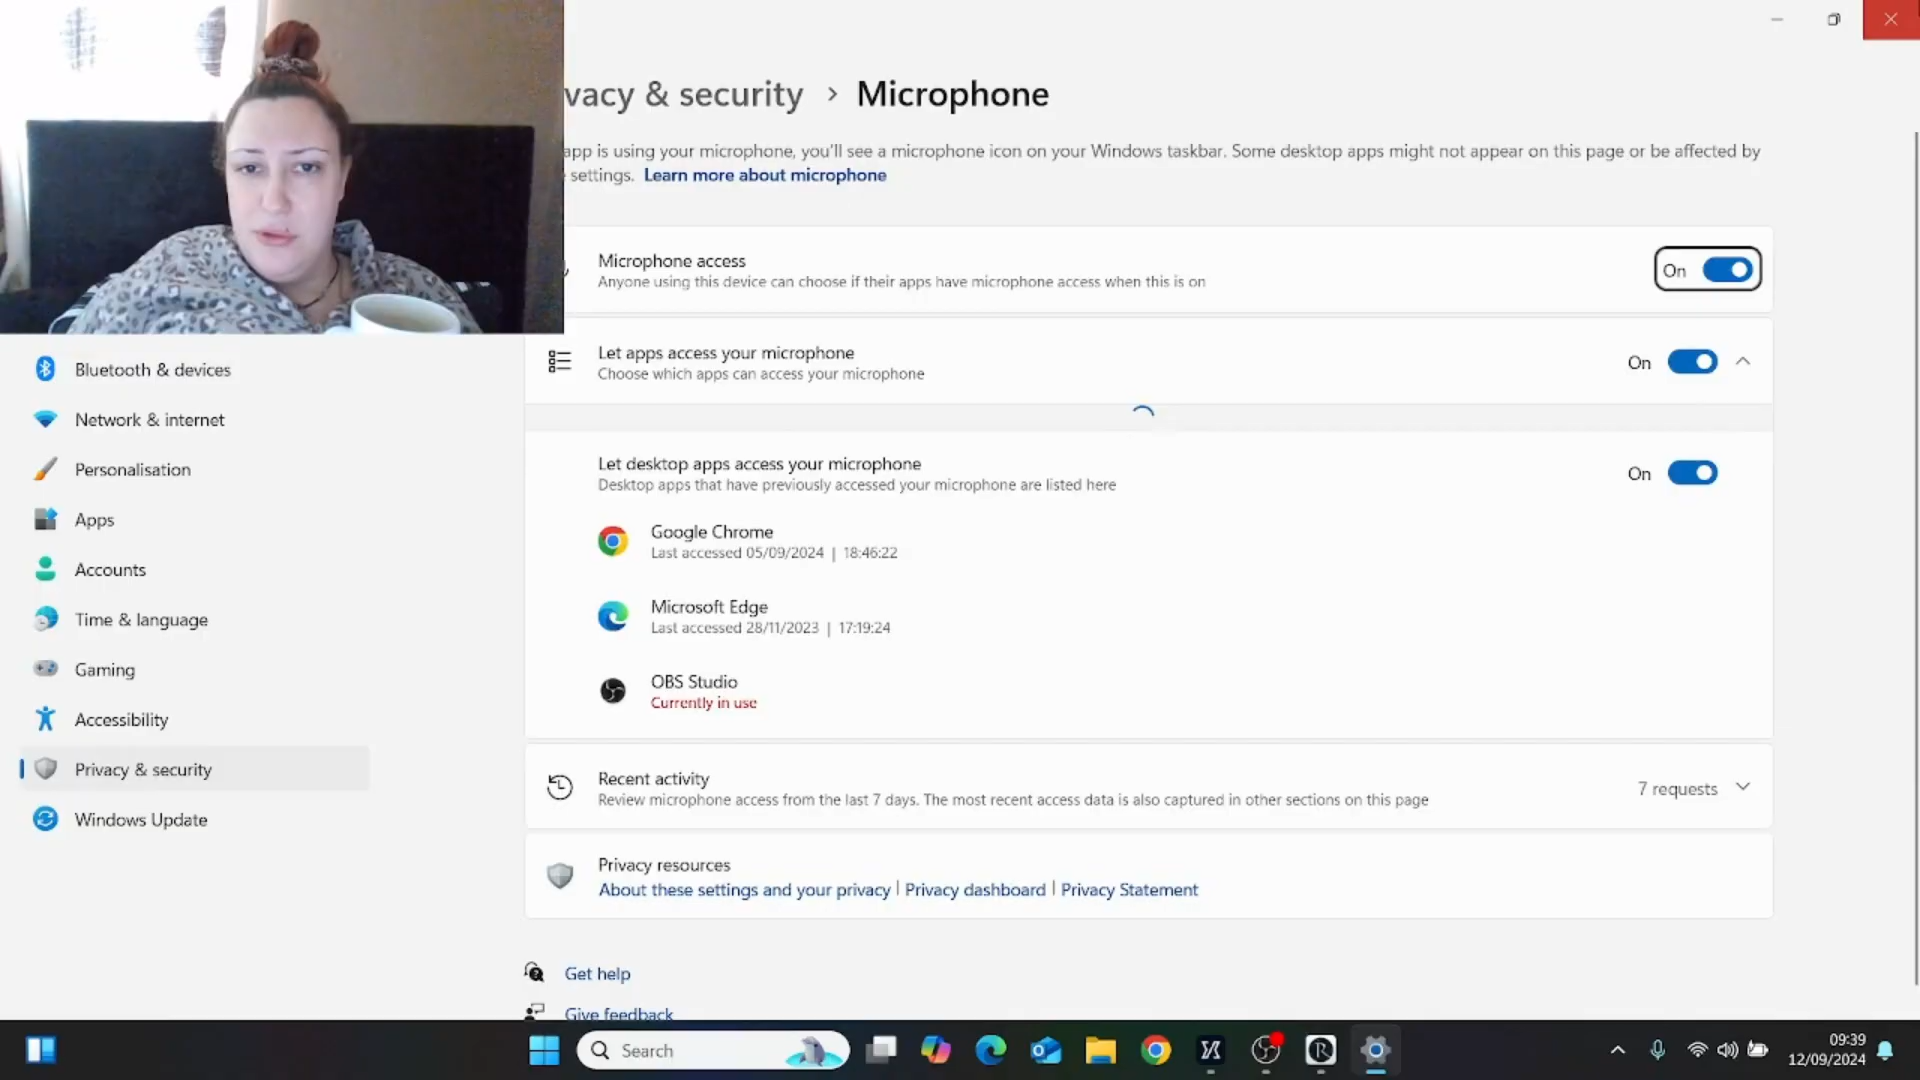 vacy & security > Microphone
app is using your microphone, you'll see a microphone icon on your Windows taskbar. Some desktop apps might not appear on this page or be affected by
settings. Learn more about microphone
Microphone access
Anyone using this device can choose if their apps have microphone access when this is on
On
Let apps access your microphone
Choose which apps can access your microphone
On
Let desktop apps access your microphone
Desktop apps that have previously accessed your microphone are listed here
On
Google Chrome
Last accessed 05/09/2024 | 18:46:22
Microsoft Edge
Last accessed 28/11/2023 | 17:19:24
OBS Studio
Currently in use
Recent activity
Review microphone access from the last 7 days. The most recent access data is also captured in other sections on this page
7 requests
Privacy resources
About these settings and your privacy | Privacy dashboard | Privacy Statement
Get help
Give feedback
Bluetooth & devices
Network & internet
Personalisation
Apps
Accounts
Time & language
Gaming
Accessibility
Privacy & security
Windows Update
Search
09:39
12/09/2024